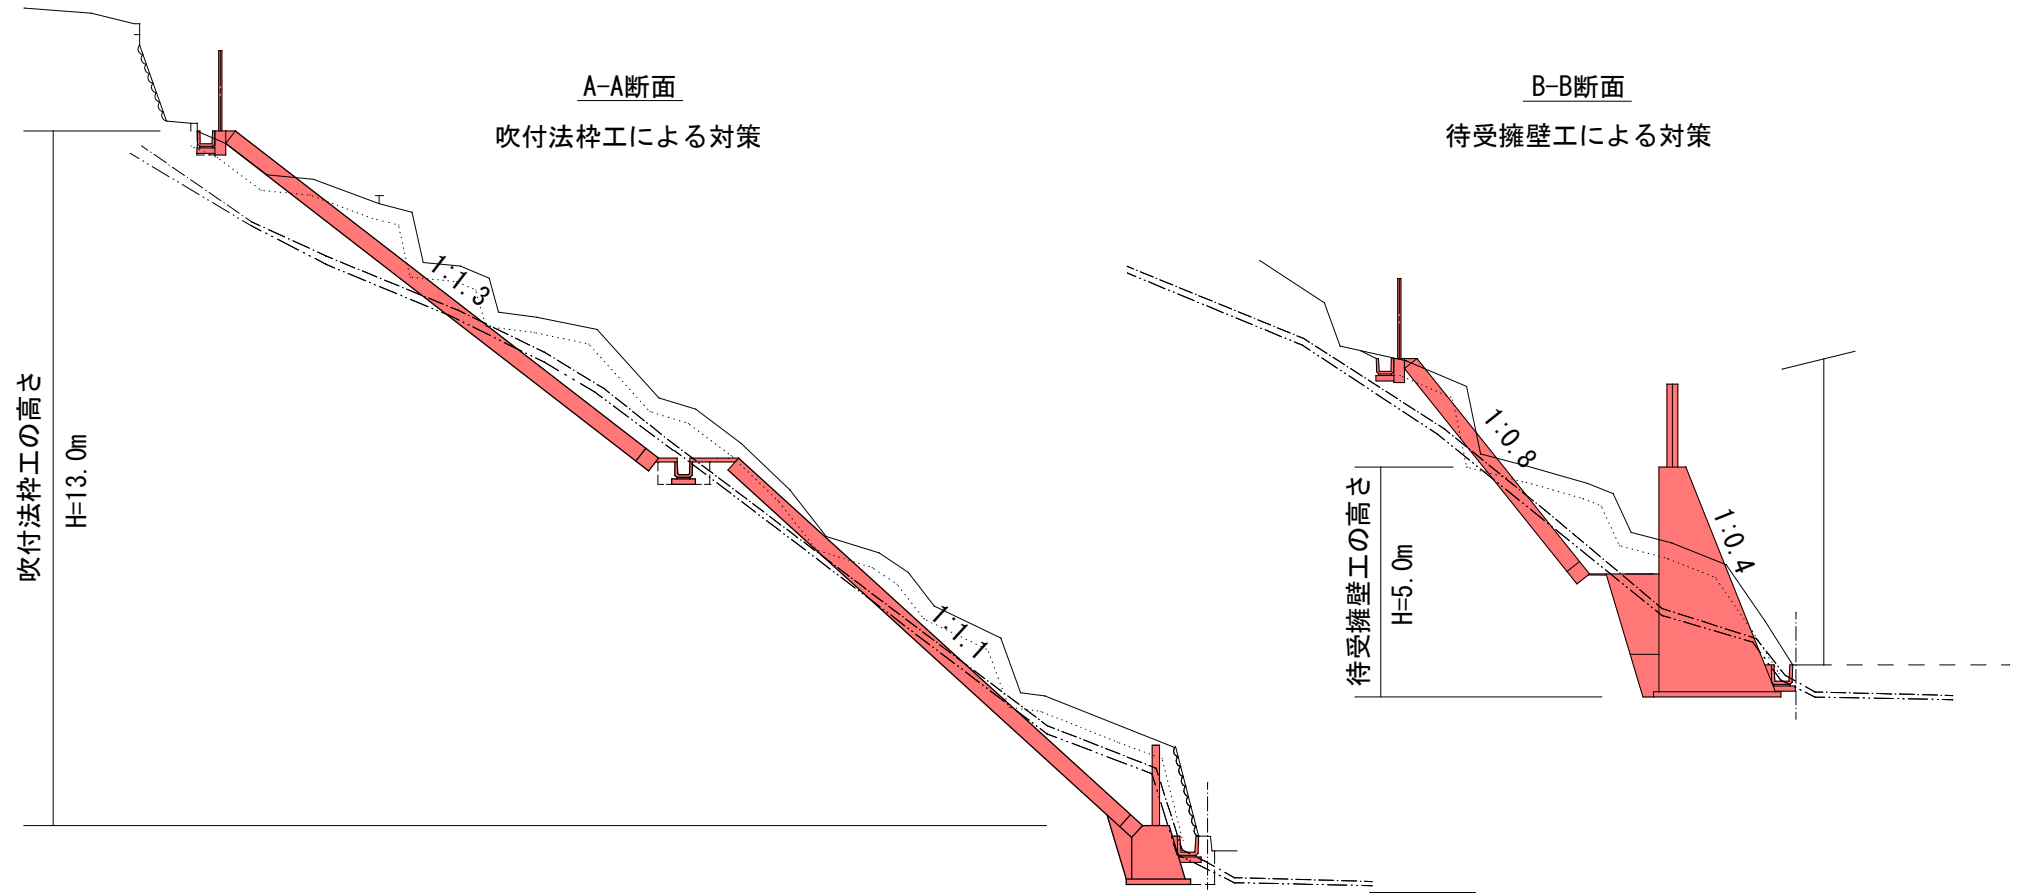 A-A断面
吹付法枠工による対策
B-B断面
待受擁壁工による対策
吹付法枠工の高さ
H=13.0m
1:1.3
1:1.1
待受擁壁工の高さ
H=5.0m
1:0.8
1:0.4